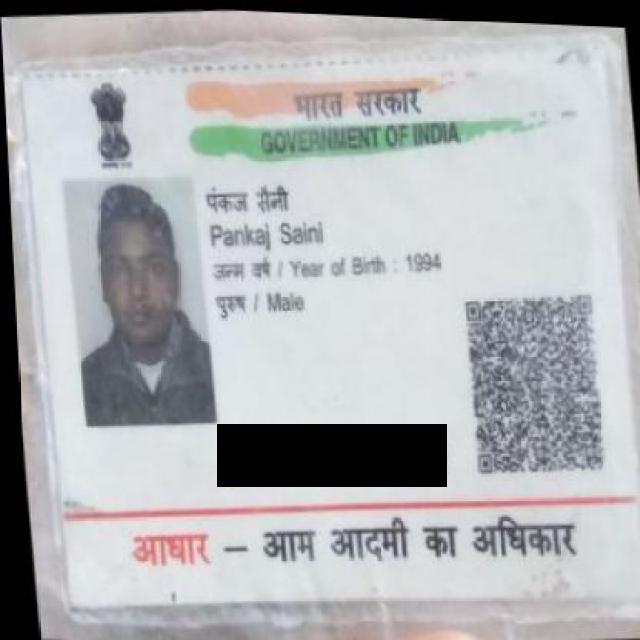 भारत सरकार
GOVERNMENT OF INDIA
पंकज सैनी
Pankaj Saini
जन्म वर्ष / Year of Birth : 1994
पुरुष / Male
आधार – आम आदमी का अधिकार